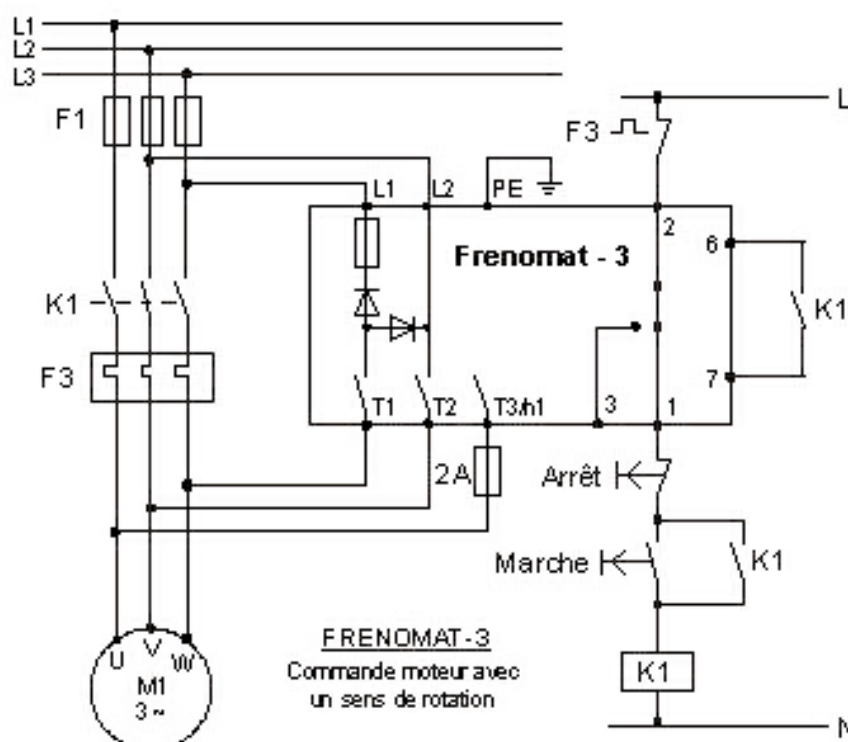 L1
L2
L3
F1
L
F3
L1 L2 PE
2
Frenomat - 3
6
K1
K1
F3
7
T1 T2 T3/h1 3 1
2A
Arrêt
Marche
K1
FRENOMAT-3
Commande moteur avec
un sens de rotation
U V W
M1
3 ~
K1
N